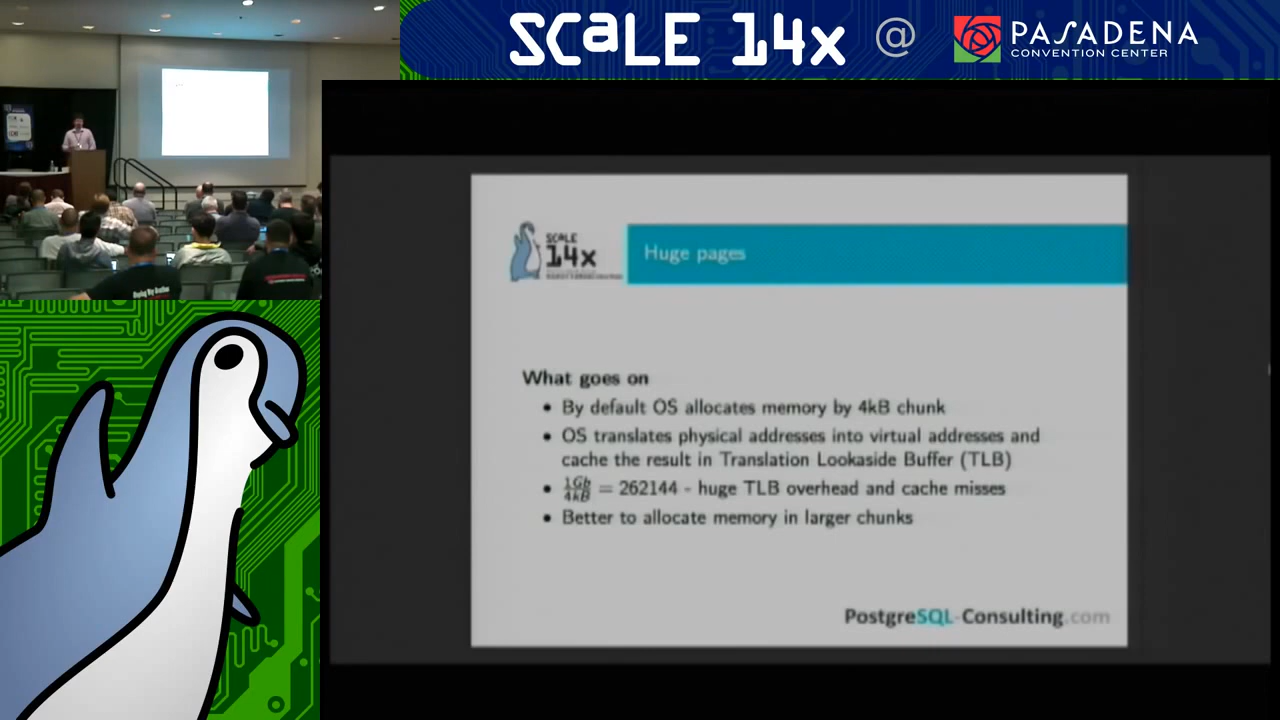 SCaLE 14x @ PASADENA
CONVENTION CENTER
SCALE
14x
Huge pages
What goes on
• By default OS allocates memory by 4kB chunk
• OS translates physical addresses into virtual addresses and
cache the result in Translation Lookaside Buffer (TLB)
• 1Gb/4kB = 262144 - huge TLB overhead and cache misses
• Better to allocate memory in larger chunks
PostgreSQL-Consulting.com